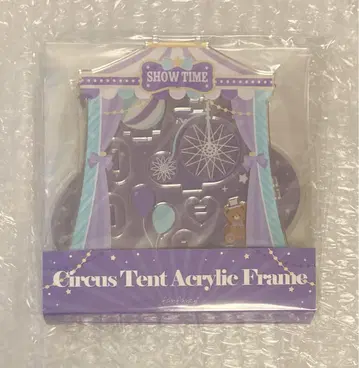 SHOW TIME
Circus Tent Acrylic Frame